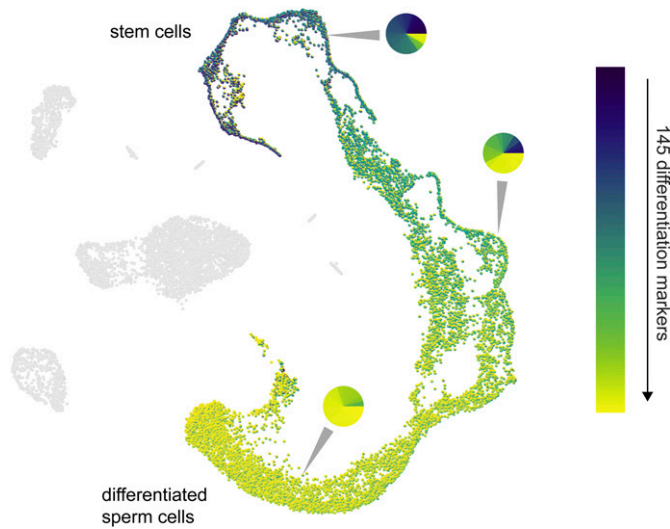 stem cells
145 differentiation markers
differentiated
sperm cells